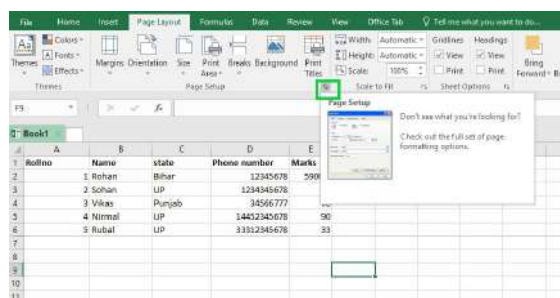 File Home Insert Page Layout Formulas Data Review View Office Tab Tell me what you want to do...
Colors Width: Automatic Gridlines Headings
Aa Fonts Height: Automatic View View
Themes Effects Margins Orientation Size Print Area Breaks Background Print Titles Scale: 100% Print Print Bring Forward
Themes Page Setup Scale to Fit Sheet Options
F9 fx
Page Setup
Don't see what you're looking for?
Check out the full set of page formatting options.
Book1
A B C D E
1 Rollno Name state Phone number Marks
2 1 Rohan Bihar 12345678
3 2 Sohan UP 1234345678
4 3 Vikas Punjab 34566777
5 4 Nirmal UP 14452345678 90
6 5 Rubal UP 33312345678 33
7
8
9
10
11